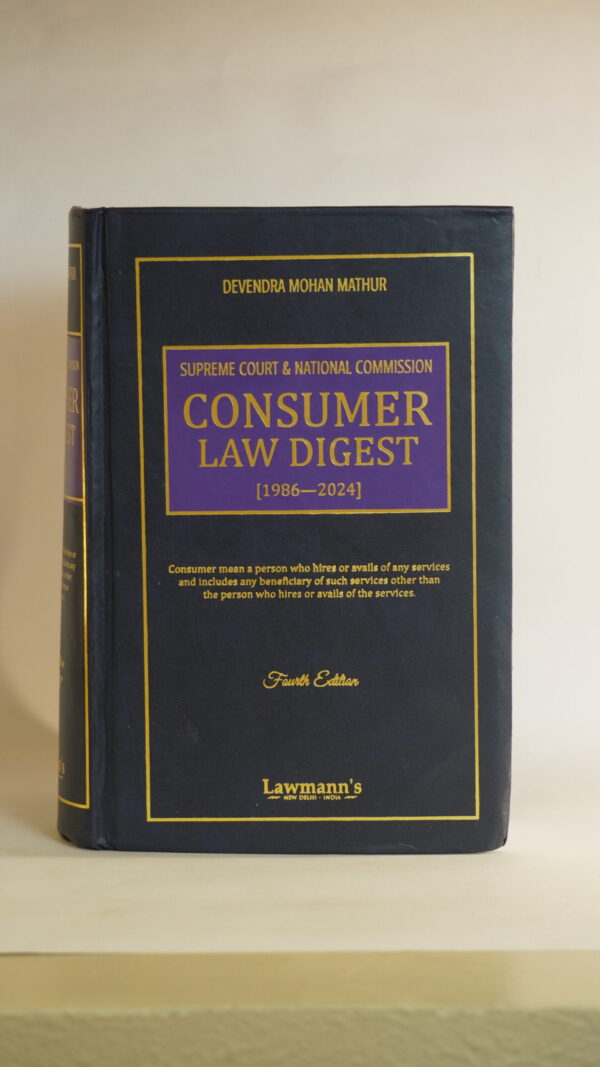 DEVENDRA MOHAN MATHUR
SUPREME COURT & NATIONAL COMMISSION
CONSUMER
LAW DIGEST
[1986—2024]
Consumer mean a person who hires or avails of any services
and includes any beneficiary of such services other than
the person who hires or avails of the services.
Fourth Edition
Lawmann's
NEW DELHI - INDIA